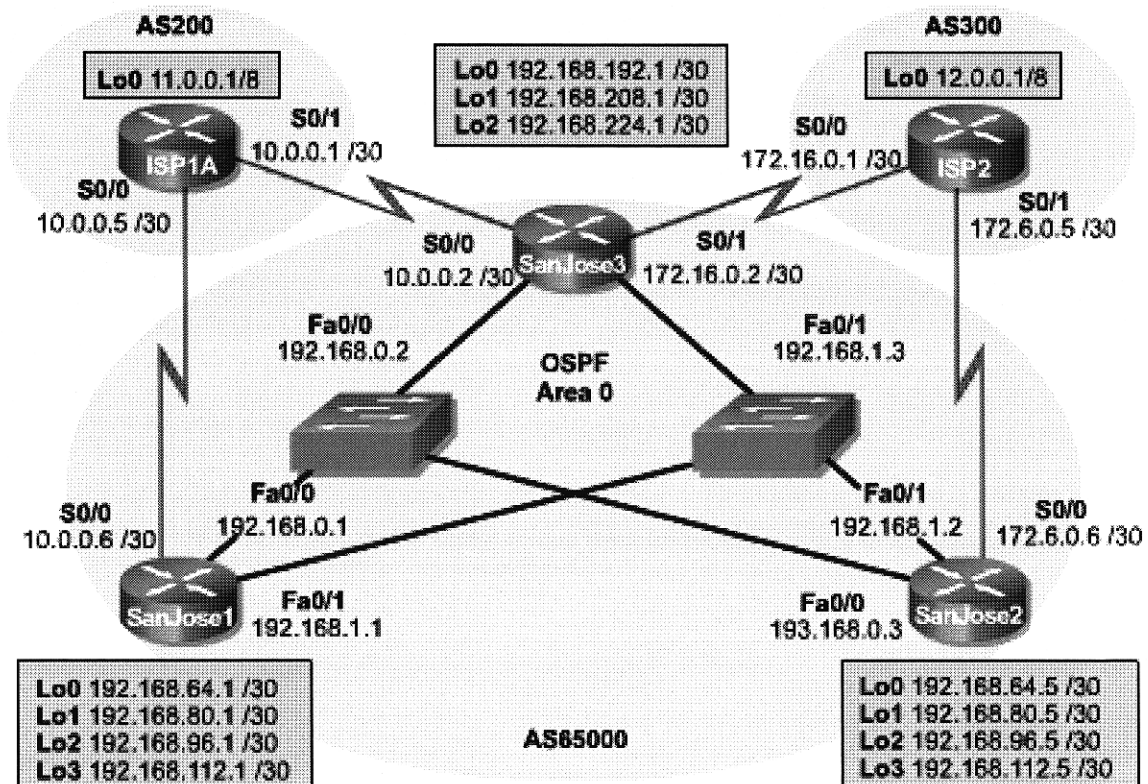 AS200
AS300
Lo0 11.0.0.1/8
Lo0 192.168.192.1 /30
Lo1 192.168.208.1 /30
Lo2 192.168.224.1 /30
Lo0 12.0.0.1/8
S0/1
10.0.0.1 /30
S0/0
172.16.0.1 /30
ISP1A
ISP2
S0/0
10.0.0.5 /30
S0/1
172.6.0.5 /30
S0/0
10.0.0.2 /30
SanJose3
S0/1
172.16.0.2 /30
Fa0/0
192.168.0.2
Fa0/1
192.168.1.3
OSPF
Area 0
Fa0/0
192.168.0.1
Fa0/1
192.168.1.2
S0/0
10.0.0.6 /30
S0/0
172.6.0.6 /30
SanJose1
Fa0/1
192.168.1.1
Fa0/0
193.168.0.3
SanJose2
Lo0 192.168.64.1 /30
Lo1 192.168.80.1 /30
Lo2 192.168.96.1 /30
Lo3 192.168.112.1 /30
AS65000
Lo0 192.168.64.5 /30
Lo1 192.168.80.5 /30
Lo2 192.168.96.5 /30
Lo3 192.168.112.5 /30